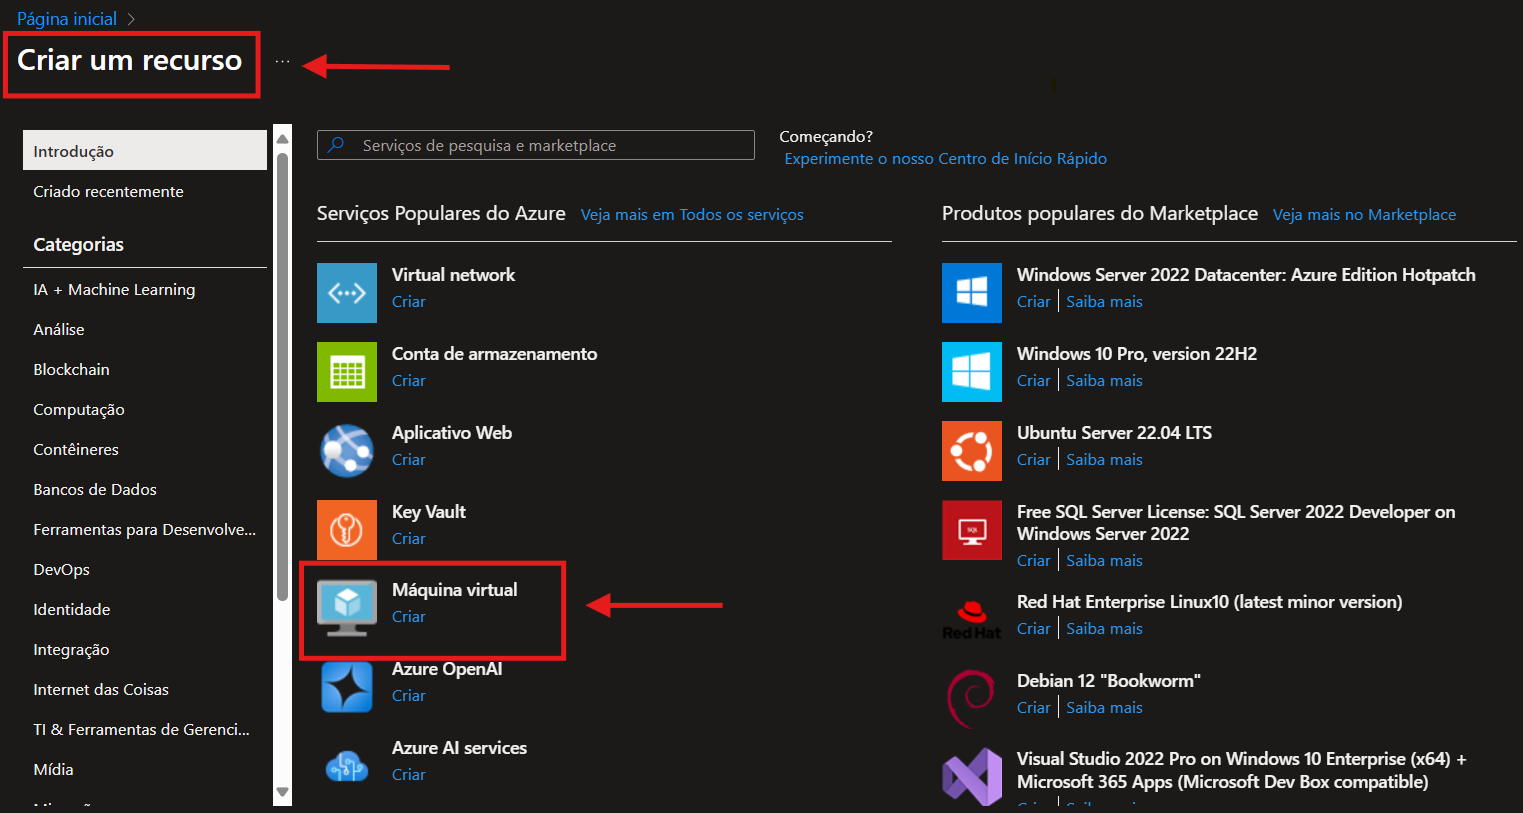 Página inicial
Criar um recurso
...
Introdução
Criado recentemente
Categorias
IA + Machine Learning
Análise
Blockchain
Computação
Contêineres
Bancos de Dados
Ferramentas para Desenvolve...
DevOps
Identidade
Integração
Internet das Coisas
TI & Ferramentas de Gerenci...
Mídia
Serviços de pesquisa e marketplace
Começando?
Experimente o nosso Centro de Início Rápido
Serviços Populares do Azure Veja mais em Todos os serviços
Virtual network
Criar
Conta de armazenamento
Criar
Aplicativo Web
Criar
Key Vault
Criar
Máquina virtual
Criar
Azure OpenAI
Criar
Azure AI services
Criar
Produtos populares do Marketplace Veja mais no Marketplace
Windows Server 2022 Datacenter: Azure Edition Hotpatch
Criar | Saiba mais
Windows 10 Pro, version 22H2
Criar | Saiba mais
Ubuntu Server 22.04 LTS
Criar | Saiba mais
SQL
Free SQL Server License: SQL Server 2022 Developer on
Windows Server 2022
Criar | Saiba mais
Red Hat
Red Hat Enterprise Linux10 (latest minor version)
Criar | Saiba mais
Debian 12 "Bookworm"
Criar | Saiba mais
Visual Studio 2022 Pro on Windows 10 Enterprise (x64) +
Microsoft 365 Apps (Microsoft Dev Box compatible)